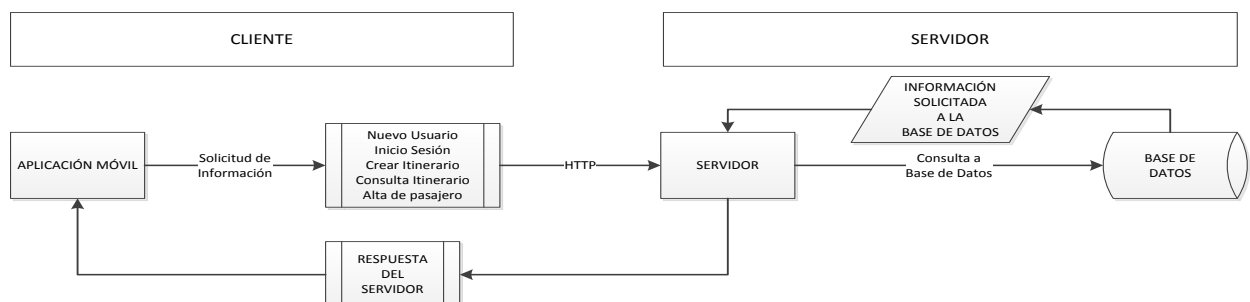 CLIENTE
SERVIDOR
INFORMACIÓN
SOLICITADA
A LA
BASE DE DATOS
APLICACIÓN MÓVIL
Solicitud de
Información
Nuevo Usuario
Inicio Sesión
Crear Itinerario
Consulta Itinerario
Alta de pasajero
HTTP
SERVIDOR
Consulta a
Base de Datos
BASE DE
DATOS
RESPUESTA
DEL
SERVIDOR